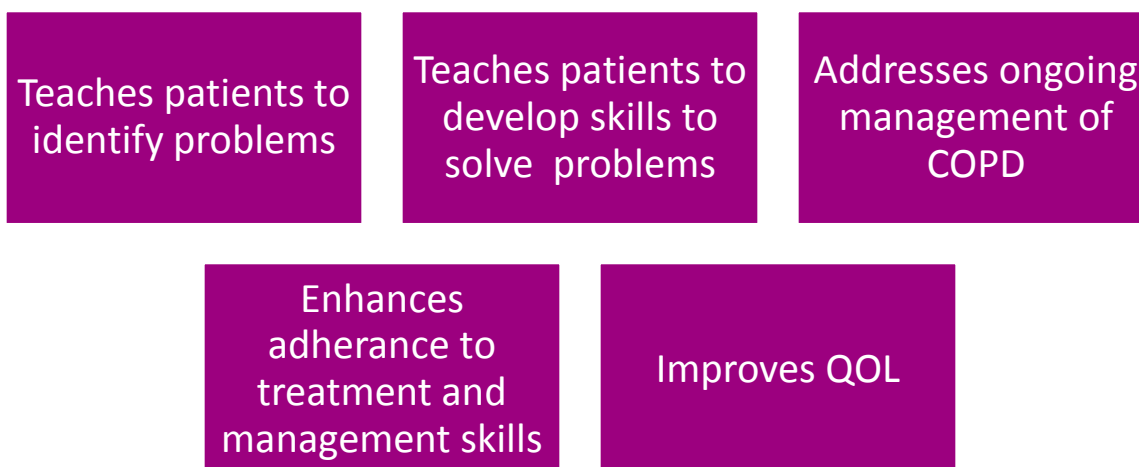 Teaches patients to
identify problems
Teaches patients to
develop skills to
solve  problems
Addresses ongoing
management of
COPD
Enhances
adherance to
treatment and
management skills
Improves QOL